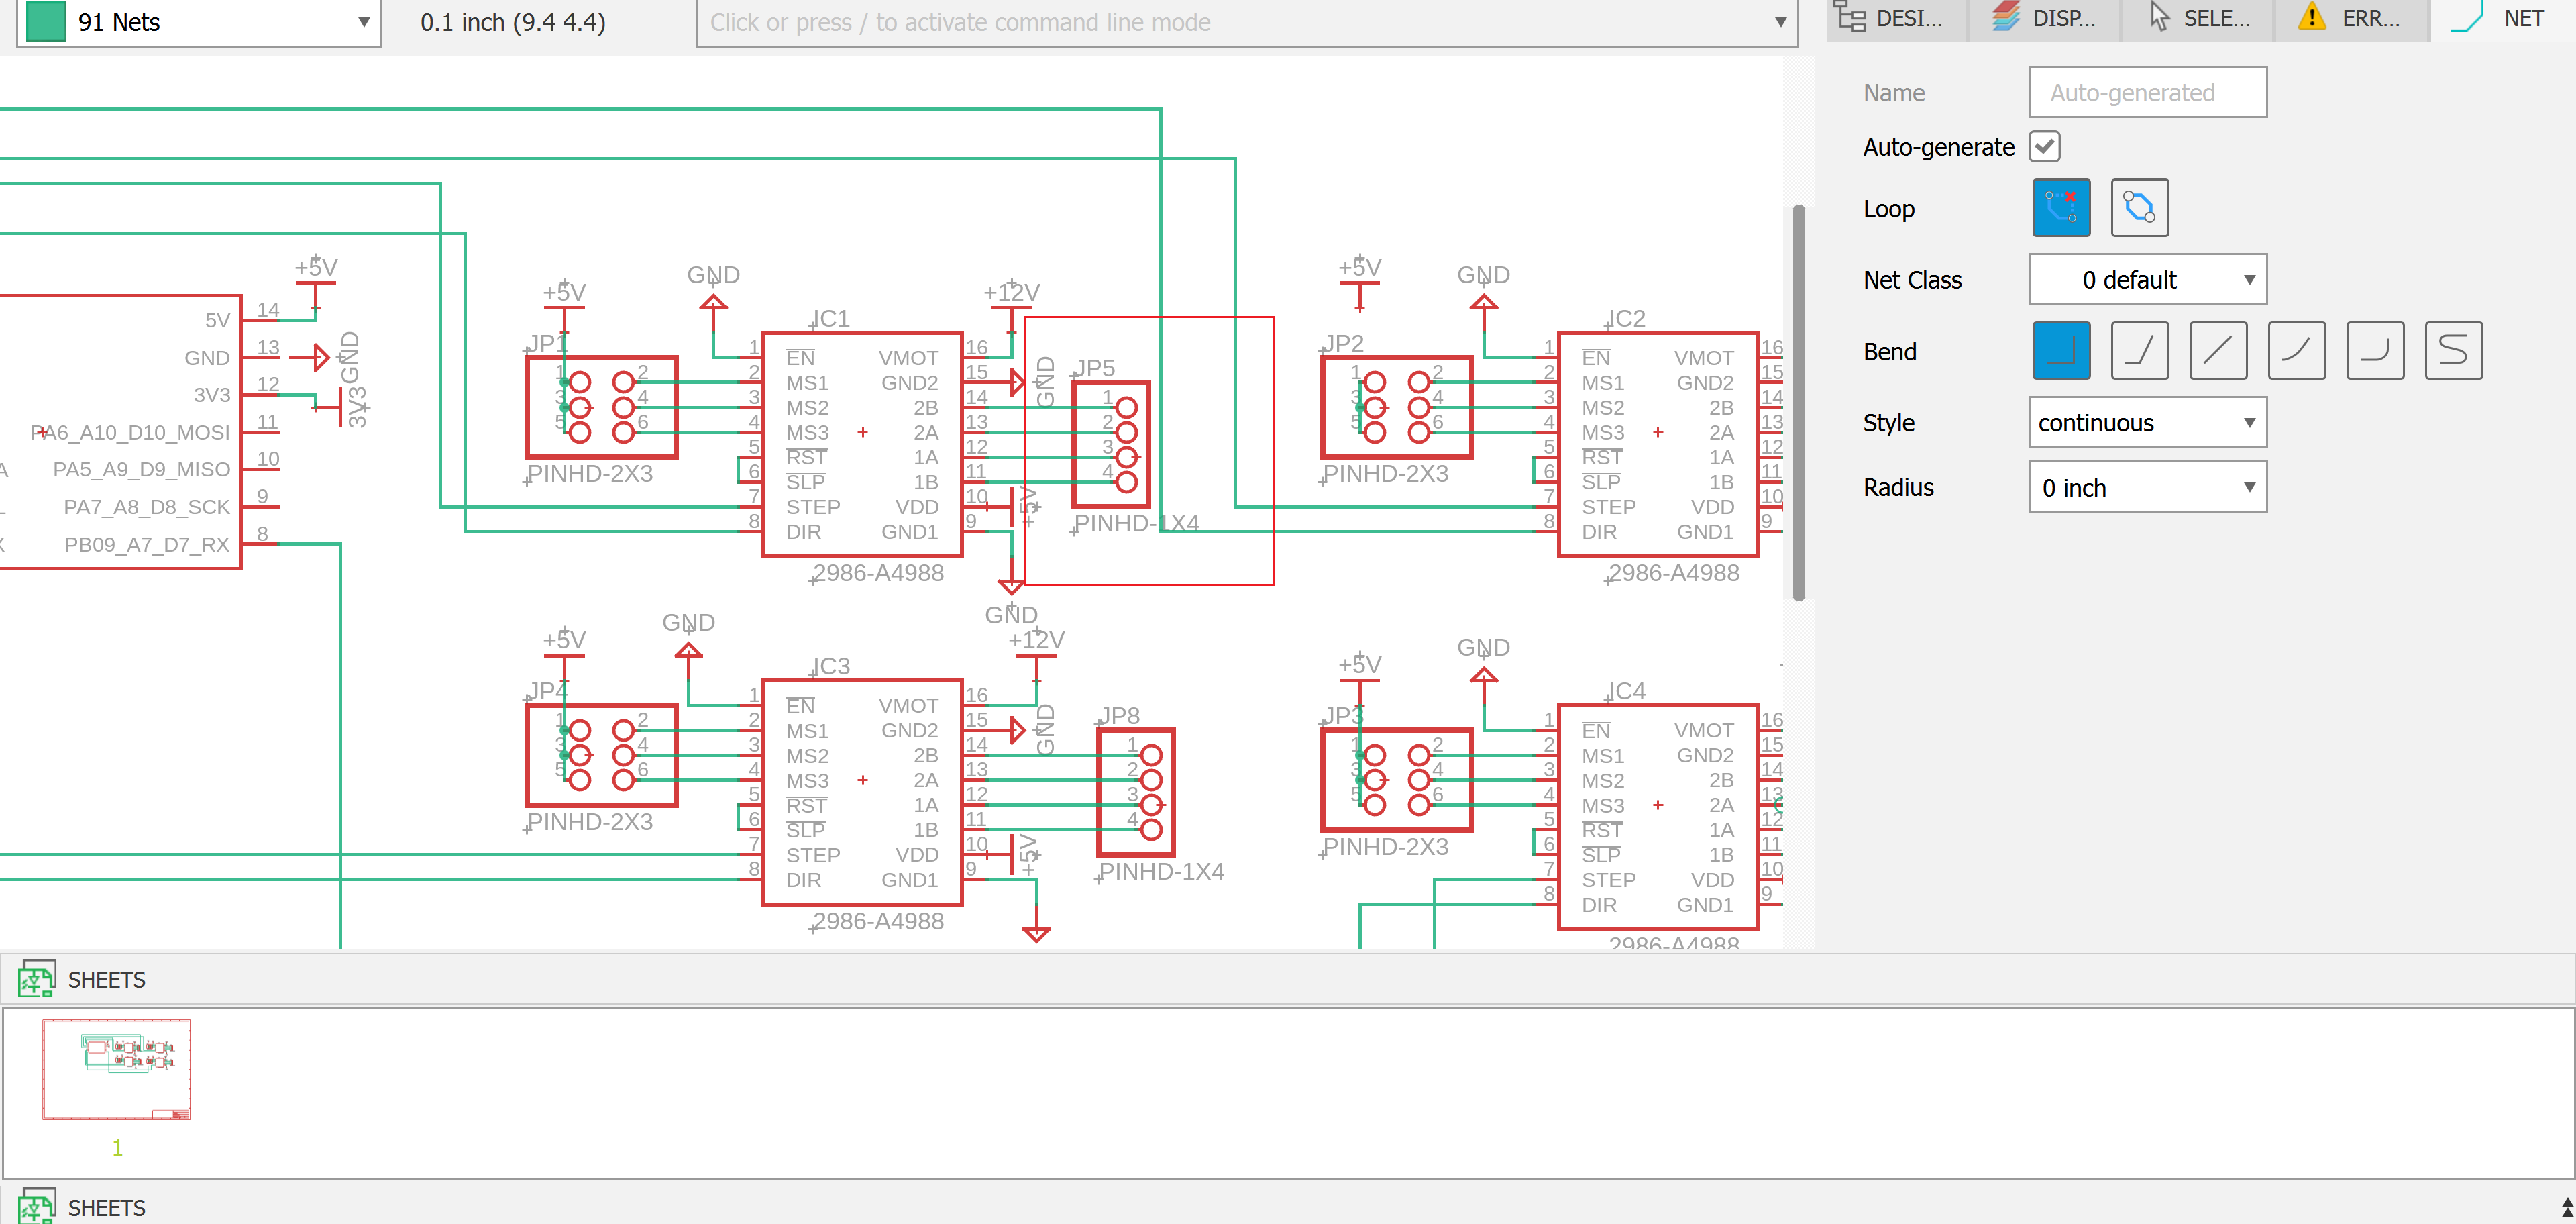 91 Nets
0.1 inch (9.4 4.4)
Click or press / to activate command line mode
DESI...
DISP...
SELE...
ERR...
NET
Name
Auto-generated
Auto-generate
Loop
Net Class
0 default
Bend
Style
continuous
Radius
0 inch
+5V
5V
14
GND
13
GND
3V3
12
3V3
PA6_A10_D10_MOSI
11
PA5_A9_D9_MISO
10
PA7_A8_D8_SCK
9
PB09_A7_D7_RX
8
+5V
JP1
1
2
3
4
5
6
PINHD-2X3
GND
IC1
+12V
1
EN
VMOT
16
2
MS1
GND2
15
3
MS2
2B
14
4
MS3
2A
13
5
RST
1A
12
6
SLP
1B
11
7
STEP
VDD
10
8
DIR
GND1
9
2986-A4988
GND
+5V
GND
JP5
1
2
3
4
PINHD-1X4
+5V
JP2
1
2
3
4
5
6
PINHD-2X3
GND
IC2
1
EN
VMOT
16
2
MS1
GND2
15
3
MS2
2B
14
4
MS3
2A
13
5
RST
1A
12
6
SLP
1B
11
7
STEP
VDD
10
8
DIR
GND1
9
2986-A4988
+5V
JP4
1
2
3
4
5
6
PINHD-2X3
GND
IC3
+12V
1
EN
VMOT
16
2
MS1
GND2
15
3
MS2
2B
14
4
MS3
2A
13
5
RST
1A
12
6
SLP
1B
11
7
STEP
VDD
10
8
DIR
GND1
9
2986-A4988
GND
+5V
JP8
1
2
3
4
PINHD-1X4
+5V
JP3
1
2
3
4
5
6
PINHD-2X3
GND
IC4
1
EN
VMOT
16
2
MS1
GND2
15
3
MS2
2B
14
4
MS3
2A
13
5
RST
1A
12
6
SLP
1B
11
7
STEP
VDD
10
8
DIR
GND1
9
2986-A4988
SHEETS
1
SHEETS